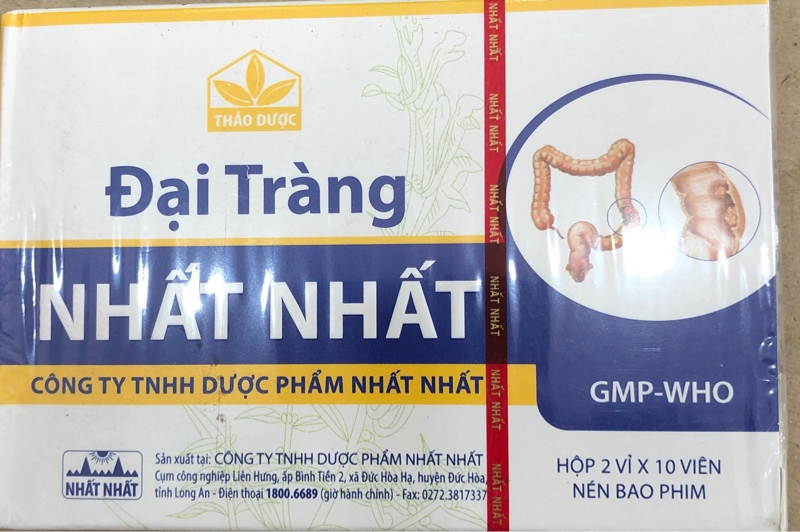 THẢO DƯỢC
Đại Tràng
NHẤT NHẤT
CÔNG TY TNHH DƯỢC PHẨM NHẤT NHẤT
GMP-WHO
HỘP 2 VỈ X 10 VIÊN
NÉN BAO PHIM
NHẤT NHẤT
Sản xuất tại: CÔNG TY TNHH DƯỢC PHẨM NHẤT NHẤT
Cụm công nghiệp Liên Hưng, ấp Bình Tiền 2, xã Đức Hòa Hạ, huyện Đức Hòa,
tỉnh Long An - Điện thoại 1800.6689 (giờ hành chính) - Fax: 0272.3817337
NHẤT NHẤT
NHẤT NHẤT
NHẤT NHẤT
NHẤT NHẤT
NHẤT NHẤT
NHẤT NHẤT